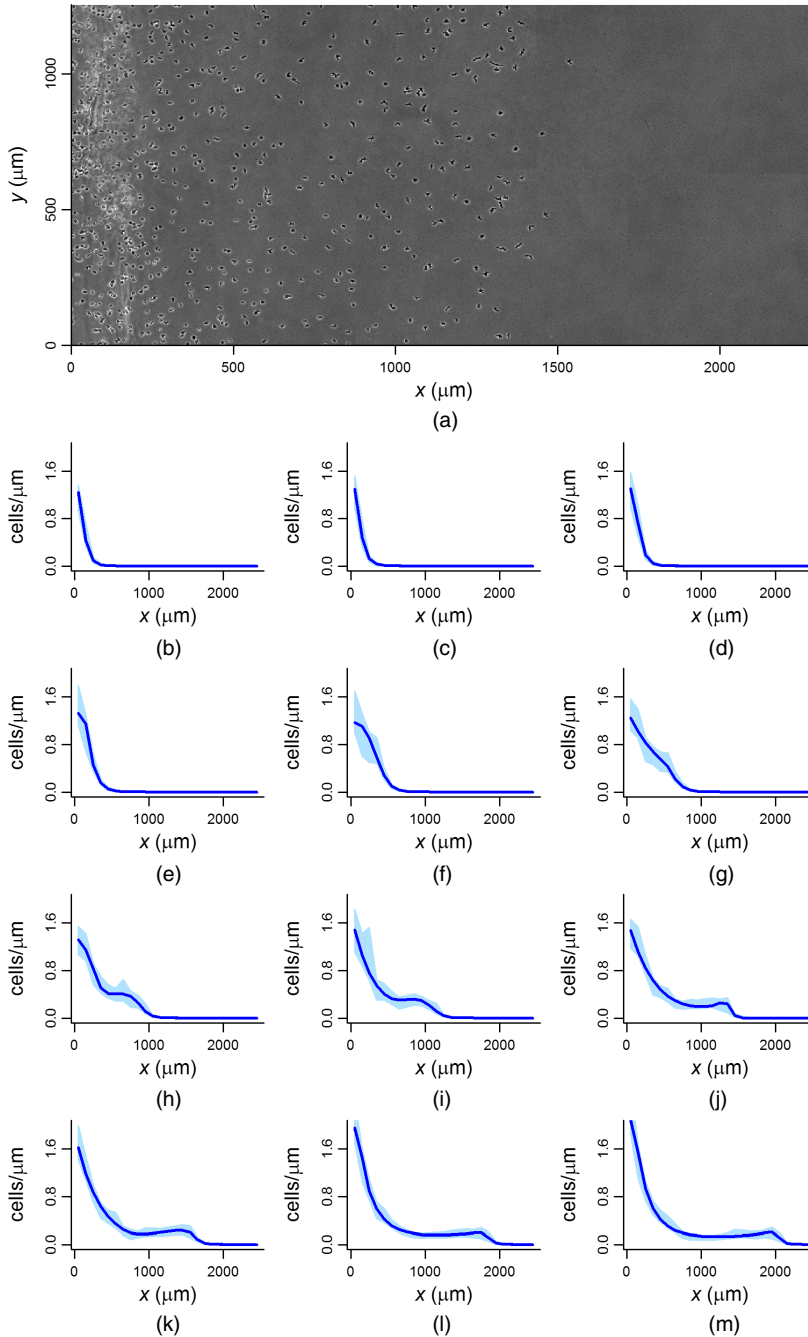 1000
y (μm)
500
0
0 500 1000 1500 2000
x (μm)
(a)
cells/μm 0.0 0.8 1.6 cells/μm 0.0 0.8 1.6 cells/μm 0.0 0.8 1.6
0 1000 2000 0 1000 2000 0 1000 2000
x (μm) x (μm) x (μm)
(b) (c) (d)
cells/μm 0.0 0.8 1.6 cells/μm 0.0 0.8 1.6 cells/μm 0.0 0.8 1.6
0 1000 2000 0 1000 2000 0 1000 2000
x (μm) x (μm) x (μm)
(e) (f) (g)
cells/μm 0.0 0.8 1.6 cells/μm 0.0 0.8 1.6 cells/μm 0.0 0.8 1.6
0 1000 2000 0 1000 2000 0 1000 2000
x (μm) x (μm) x (μm)
(h) (i) (j)
cells/μm 0.0 0.8 1.6 cells/μm 0.0 0.8 1.6 cells/μm 0.0 0.8 1.6
0 1000 2000 0 1000 2000 0 1000 2000
x (μm) x (μm) x (μm)
(k) (l) (m)